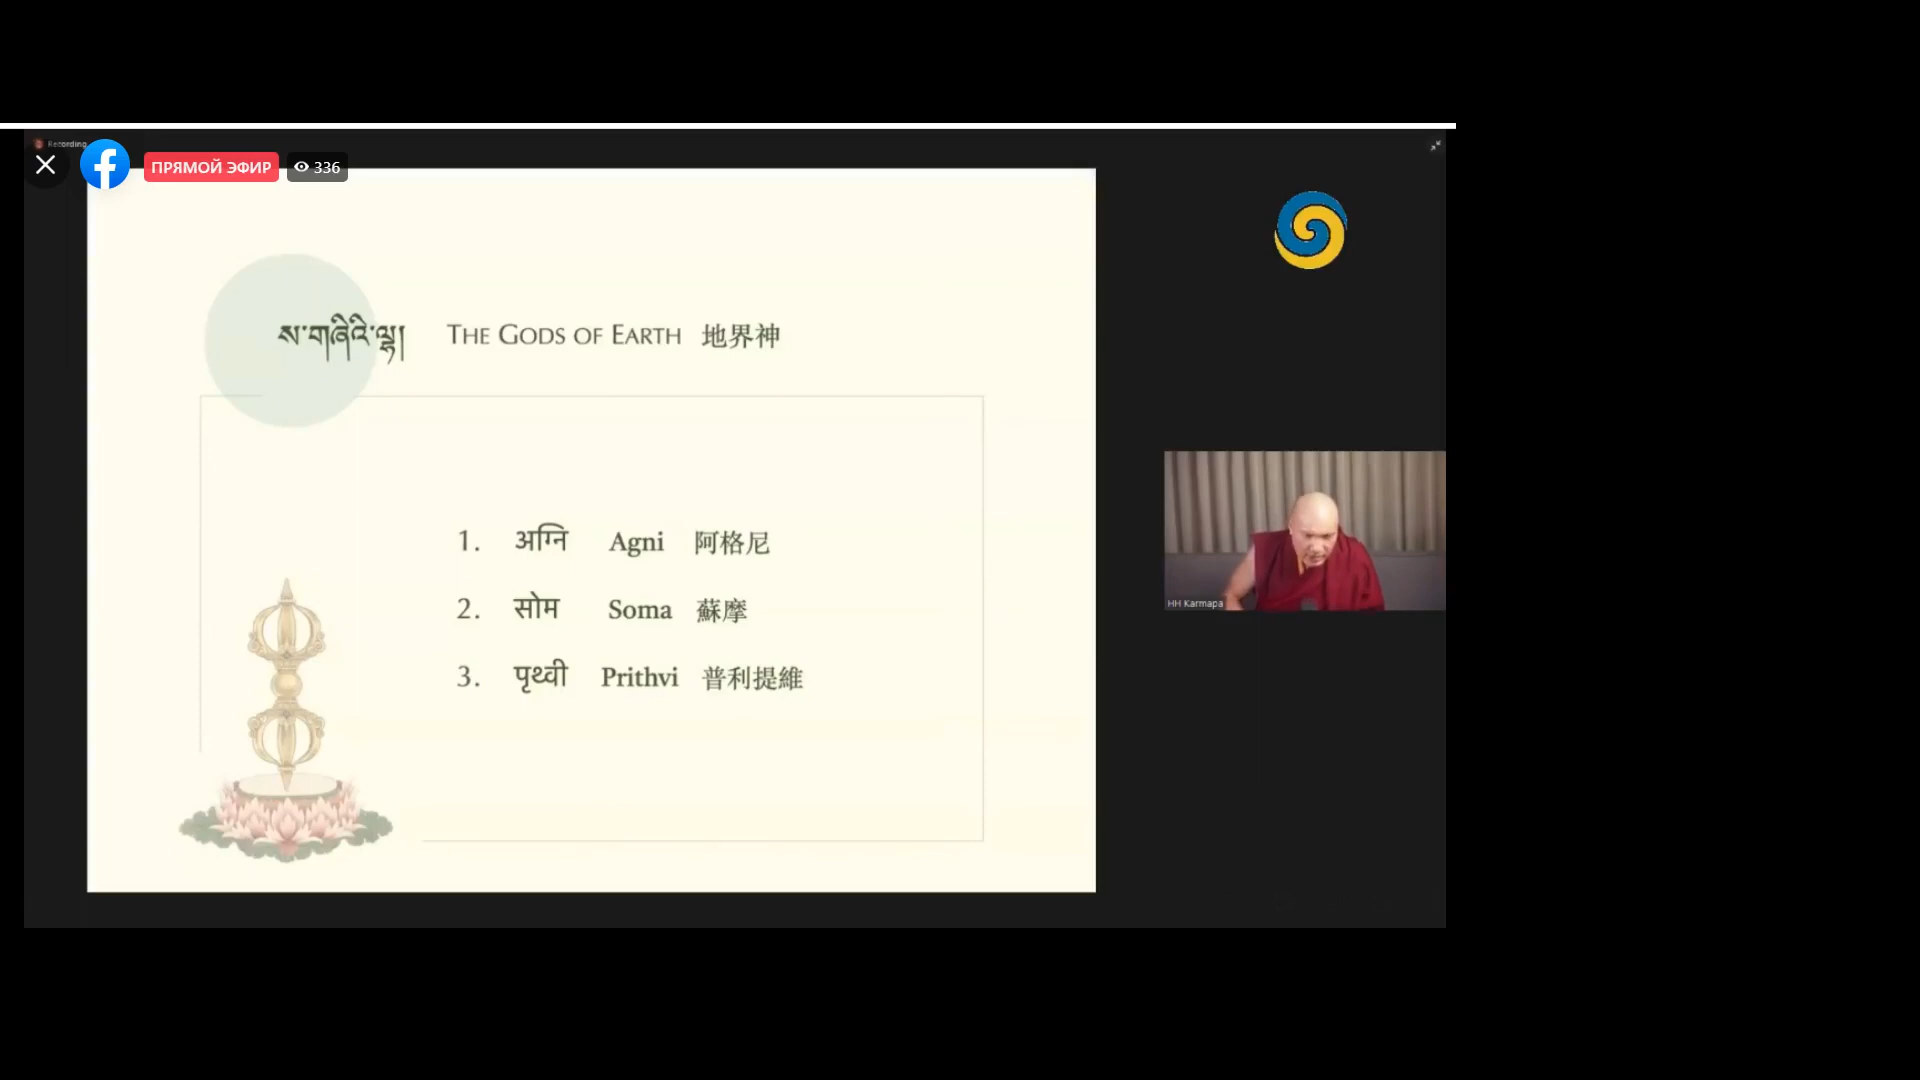 Recording
ПРЯМОЙ ЭФИР 336
ས་གཞིའི་ལྷ། THE GODS OF EARTH 地界神
1. अग्नि Agni 阿格尼
2. सोम Soma 蘇摩
3. पृथ्वी Prithvi 普利提維
HH Karmapa